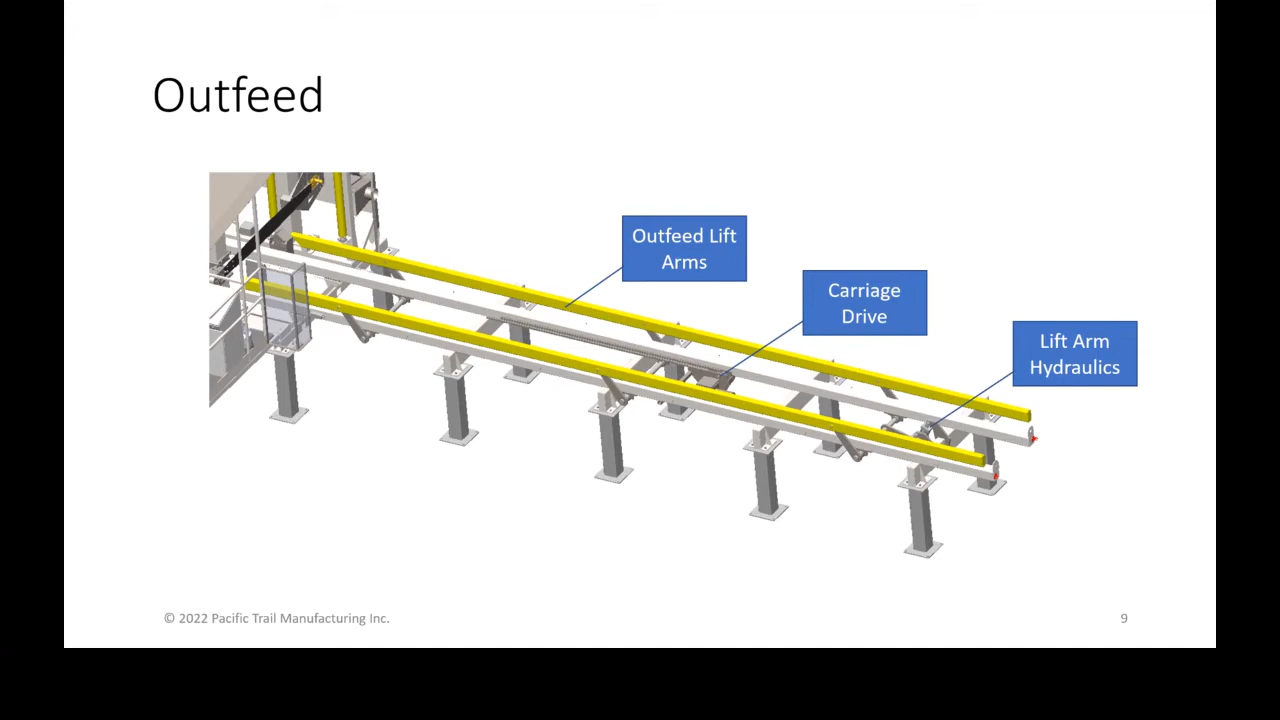 Outfeed
Outfeed Lift
Arms
Carriage
Drive
Lift Arm
Hydraulics
© 2022 Pacific Trail Manufacturing Inc.
9